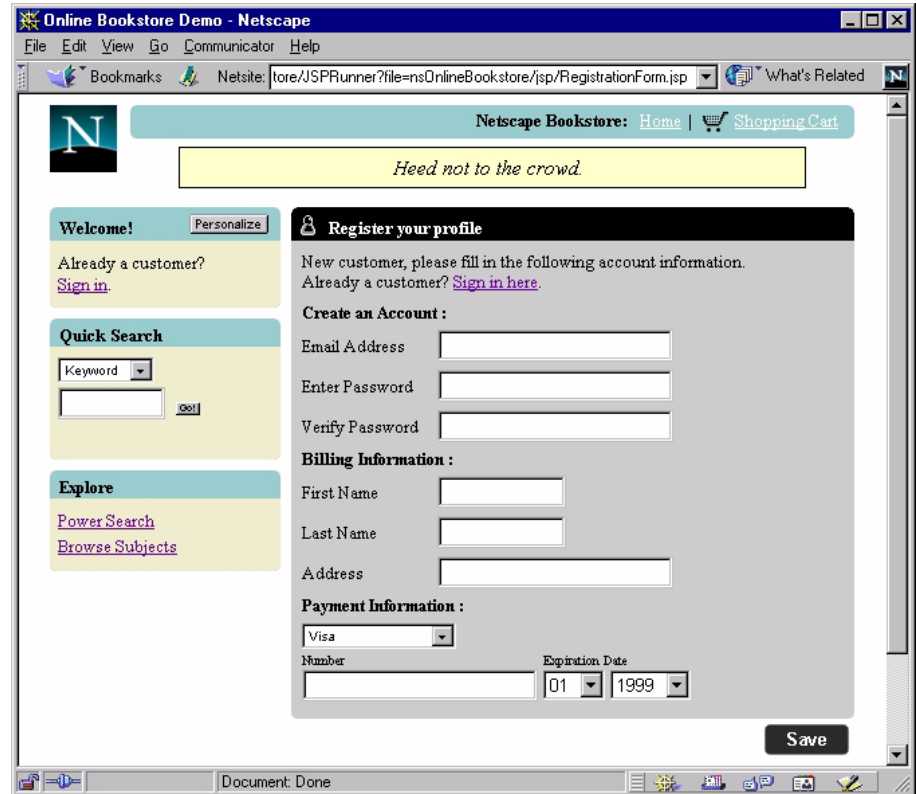 Online Bookstore Demo - Netscape
File Edit View Go Communicator Help
Bookmarks Netsite: tore/JSPRunner?file=nsOnlineBookstore/jsp/RegistrationForm.jsp What's Related N
N
Netscape Bookstore: Home | Shopping Cart
Heed not to the crowd.
Welcome! Personalize
Already a customer?
Sign in.
Quick Search
Keyword
Go!
Explore
Power Search
Browse Subjects
Register your profile
New customer, please fill in the following account information.
Already a customer? Sign in here.
Create an Account :
Email Address
Enter Password
Verify Password
Billing Information :
First Name
Last Name
Address
Payment Information :
Visa
Number Expiration Date
01 1999
Save
Document: Done